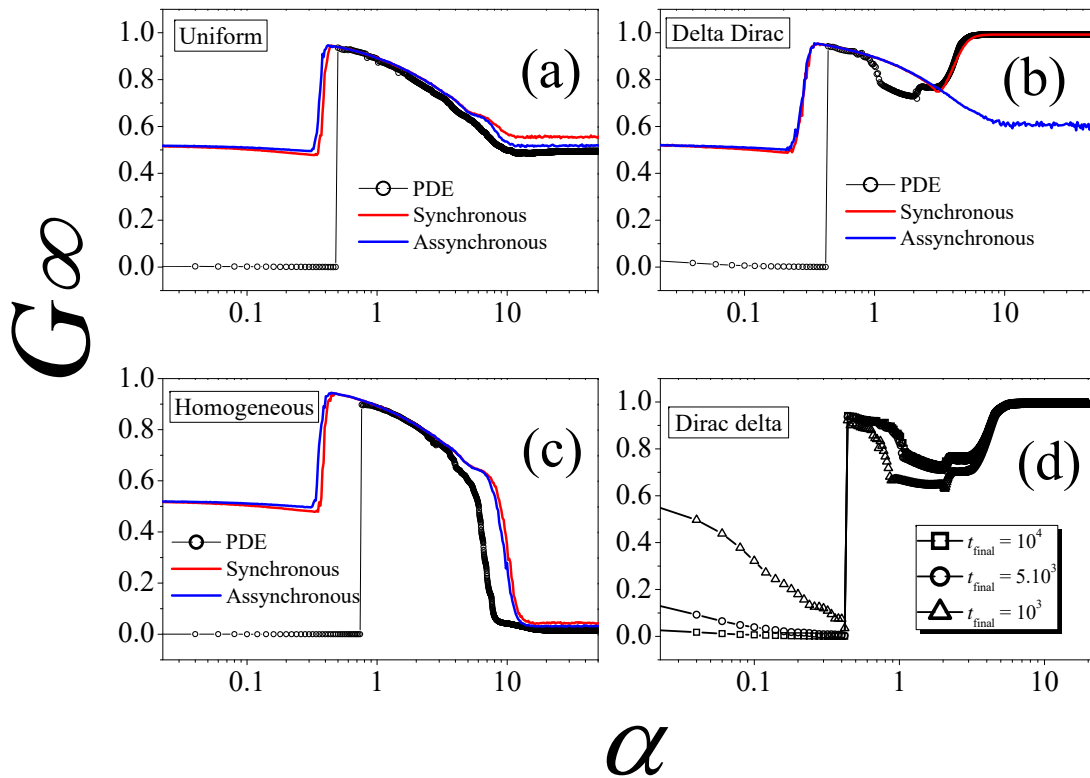 G∞
Uniform
(a)
1.0
0.8
0.6
0.4
0.2
0.0
PDE
Synchronous
Assynchronous
0.1
1
10
Delta Dirac
(b)
1.0
0.8
0.6
0.4
0.2
0.0
PDE
Synchronous
Assynchronous
0.1
1
10
Homogeneous
(c)
1.0
0.8
0.6
0.4
0.2
0.0
PDE
Synchronous
Assynchronous
0.1
1
10
Dirac delta
(d)
1.0
0.8
0.6
0.4
0.2
0.0
t_final = 10^4
t_final = 5.10^3
t_final = 10^3
0.1
1
10
α